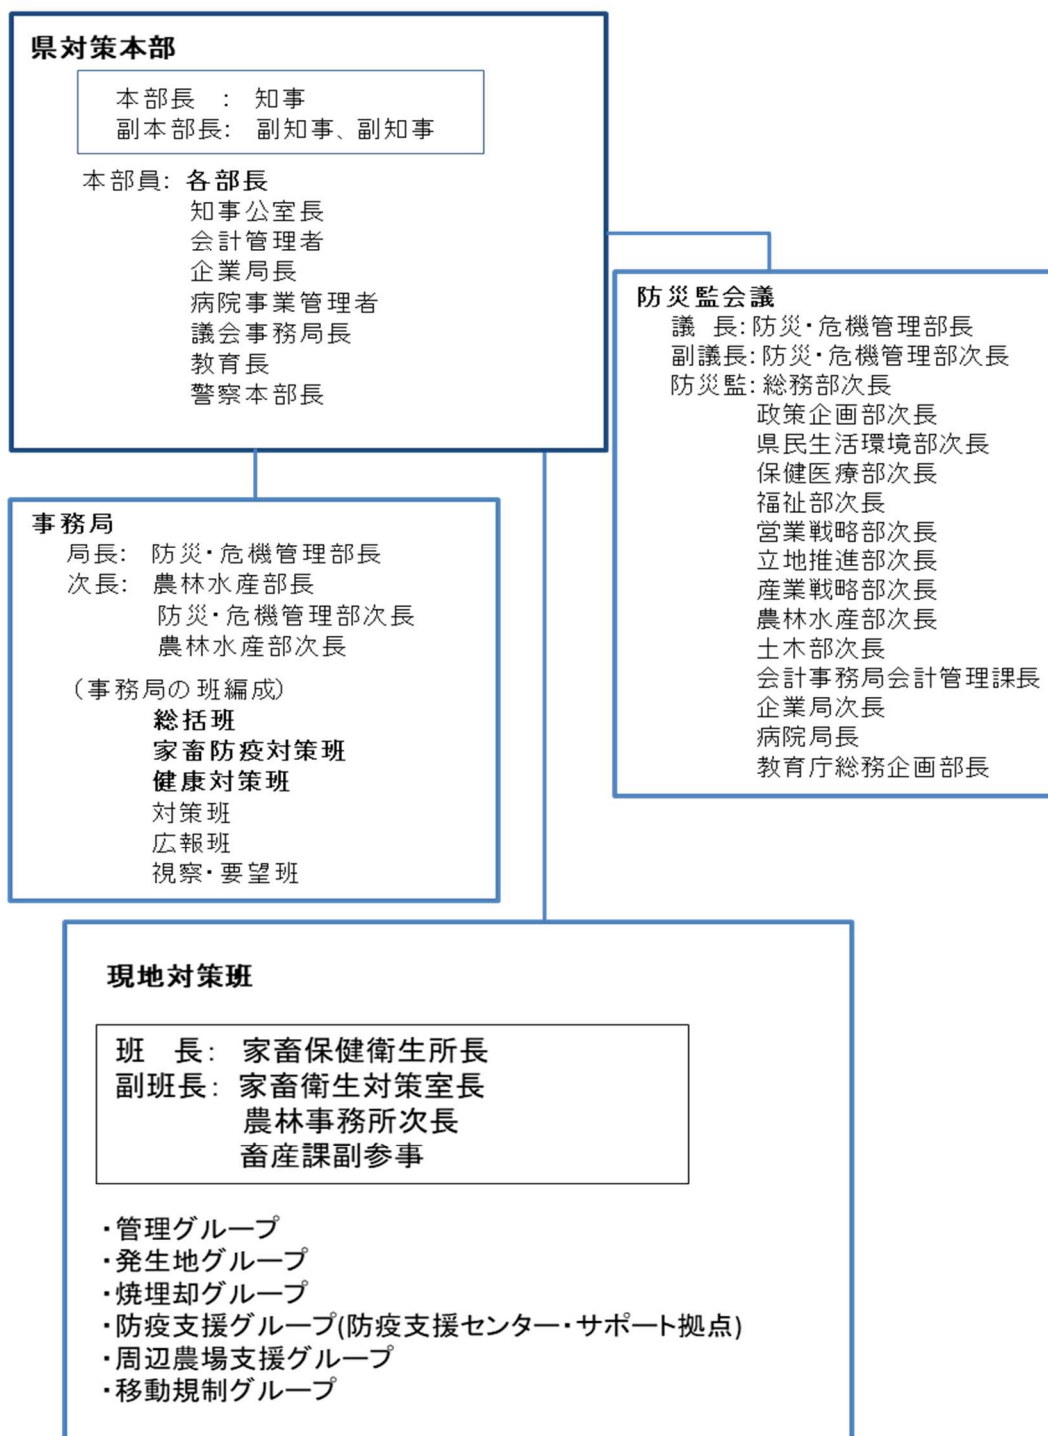 県対策本部
本部長 : 知事
副本部長: 副知事、副知事
本部員: 各部長
知事公室長
会計管理者
企業局長
病院事業管理者
議会事務局長
教育長
警察本部長
防災監会議
議 長: 防災・危機管理部長
副議長: 防災・危機管理部次長
防災監: 総務部次長
政策企画部次長
県民生活環境部次長
保健医療部次長
福祉部次長
営業戦略部次長
立地推進部次長
産業戦略部次長
農林水産部次長
土木部次長
会計事務局会計管理課長
企業局次長
病院局長
教育庁総務企画部長
事務局
局長: 防災・危機管理部長
次長: 農林水産部長
防災・危機管理部次長
農林水産部次長
(事務局の班編成)
総括班
家畜防疫対策班
健康対策班
対策班
広報班
視察・要望班
現地対策班
班 長: 家畜保健衛生所長
副班長: 家畜衛生対策室長
農林事務所次長
畜産課副参事
・管理グループ
・発生地グループ
・焼埋却グループ
・防疫支援グループ(防疫支援センター・サポート拠点)
・周辺農場支援グループ
・移動規制グループ